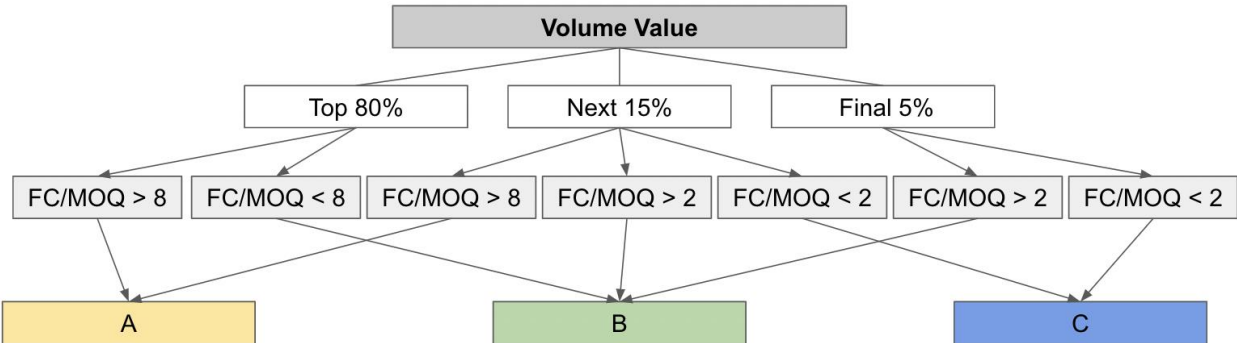 Volume Value
Top 80%
Next 15%
Final 5%
FC/MOQ > 8
FC/MOQ < 8
FC/MOQ > 8
FC/MOQ > 2
FC/MOQ < 2
FC/MOQ > 2
FC/MOQ < 2
A
B
C